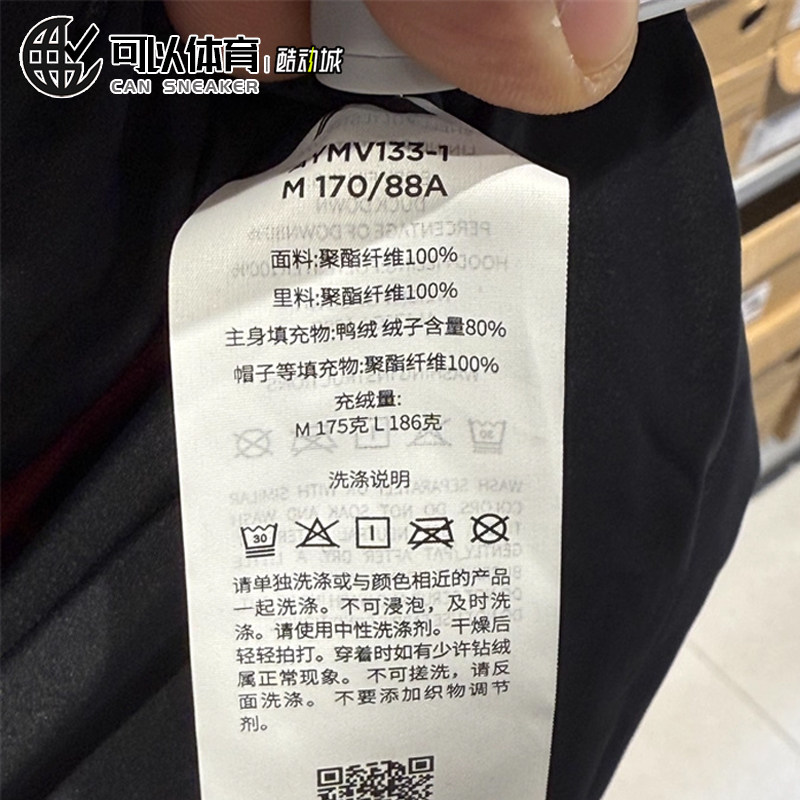 可以体育 酷动城
CAN SNEAKER
YMV133-1
M 170/88A
面料:聚酯纤维100%
里料:聚酯纤维100%
主身填充物:鸭绒 绒子含量80%
帽子等填充物:聚酯纤维100%
充绒量:
M 175克 L 186克
洗涤说明
30
请单独洗涤或与颜色相近的产品
一起洗涤。不可浸泡，及时洗
涤。请使用中性洗涤剂。干燥后
轻轻拍打。穿着时如有少许钻绒
属正常现象。 不可搓洗，请反
面洗涤。 不要添加织物调节
剂。